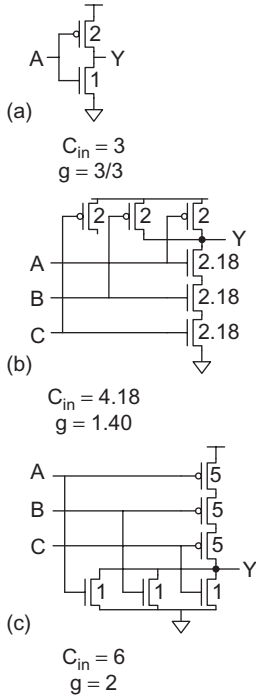 2
A
Y
1
(a)
C_in = 3
g = 3/3
2 2 2
Y
A
2.18
B
2.18
C
2.18
(b)
C_in = 4.18
g = 1.40
A
5
B
5
C
5
Y
1 1 1
(c)
C_in = 6
g = 2